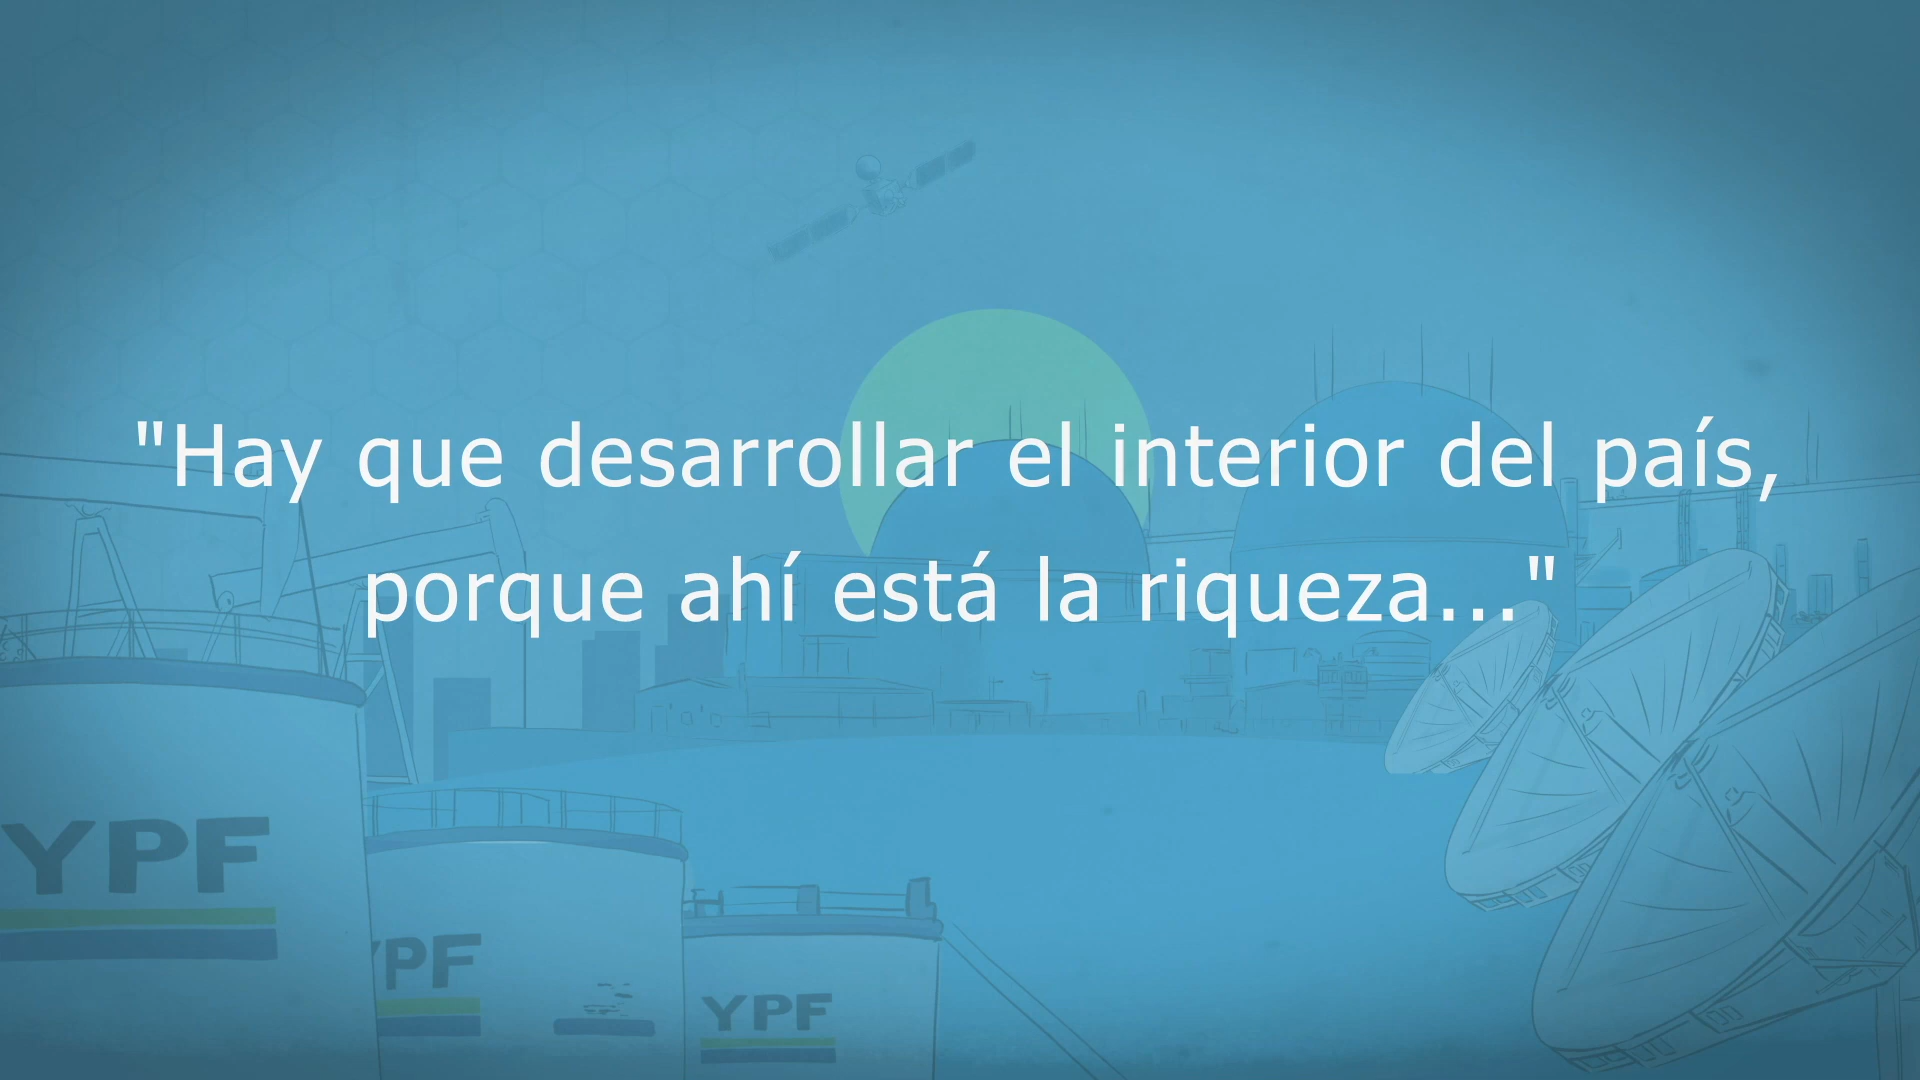 "Hay que desarrollar el interior del país,
porque ahí está la riqueza..."
YPF
YPF
YPF